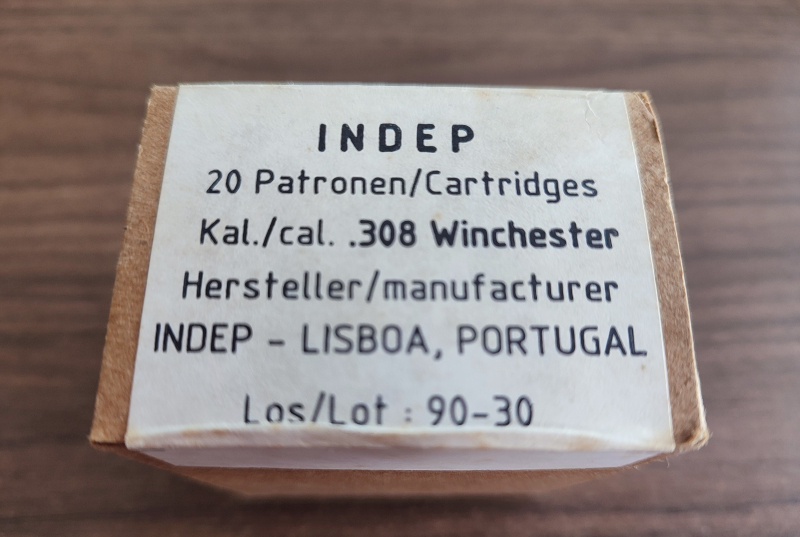 INDEP
20 Patronen/Cartridges
Kal./cal. .308 Winchester
Hersteller/manufacturer
INDEP - LISBOA, PORTUGAL
Los/Lot : 90-30